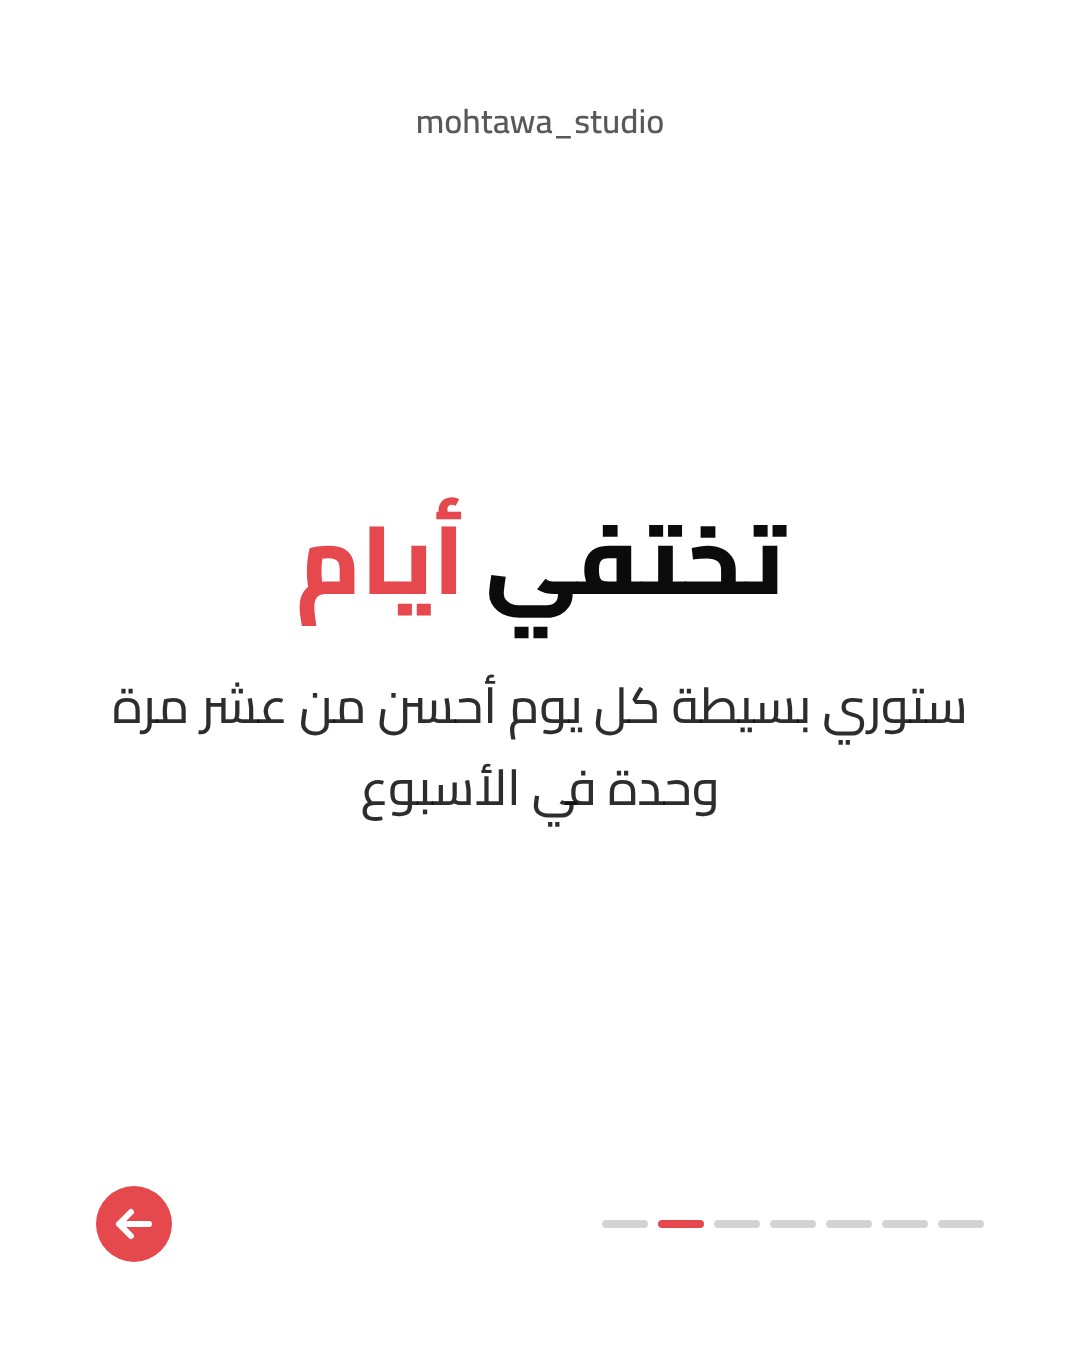 mohtawa_studio
تختفي أيام
ستوري بسيطة كل يوم أحسن من عشر مرة
وحدة في الأسبوع